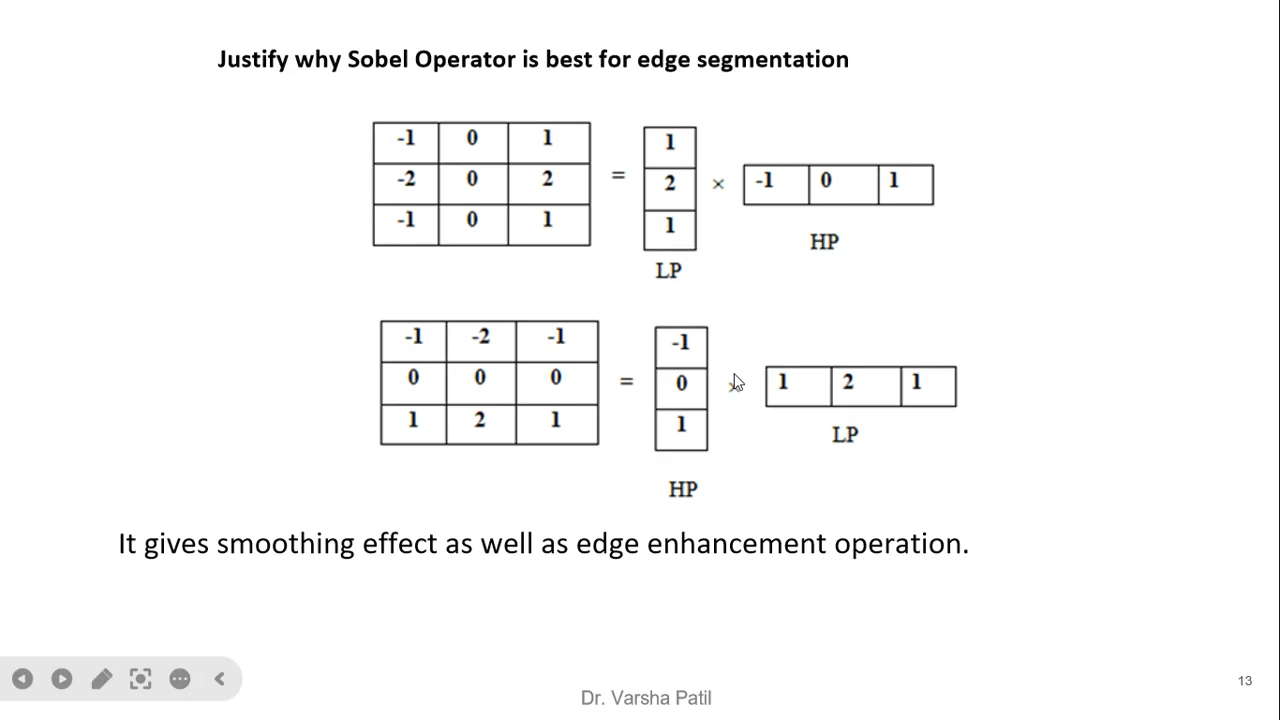 Justify why Sobel Operator is best for edge segmentation
-1 0 1
-2 0 2
-1 0 1
=
1
2
1
LP
×
-1 0 1
HP
-1 -2 -1
0 0 0
1 2 1
=
-1
0
1
HP
1 2 1
LP
It gives smoothing effect as well as edge enhancement operation.
13
Dr. Varsha Patil